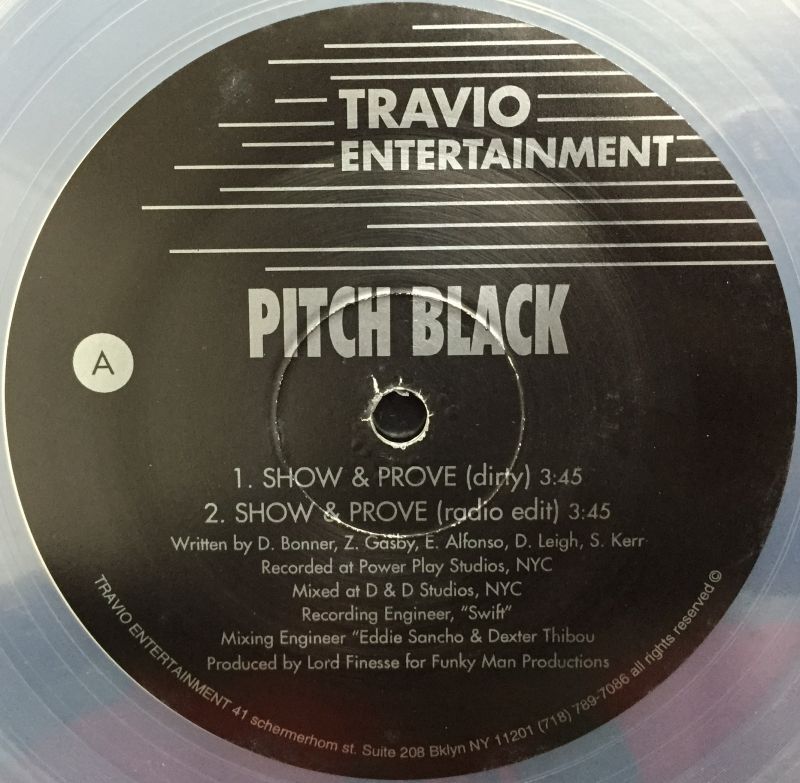 TRAVIO
ENTERTAINMENT
PITCH BLACK
A
1. SHOW & PROVE (dirty) 3:45
2. SHOW & PROVE (radio edit) 3:45
Written by D. Bonner, Z. Gasby, E. Alfonso, D. Leigh, S. Kerr
Recorded at Power Play Studios, NYC
Mixed at D & D Studios, NYC
Recording Engineer, "Swift"
Mixing Engineer "Eddie Sancho & Dexter Thibou
Produced by Lord Finesse for Funky Man Productions
TRAVIO ENTERTAINMENT 41 schermerhom st. Suite 208 Bklyn NY 11201 (718) 789-7086 all rights reserved ©